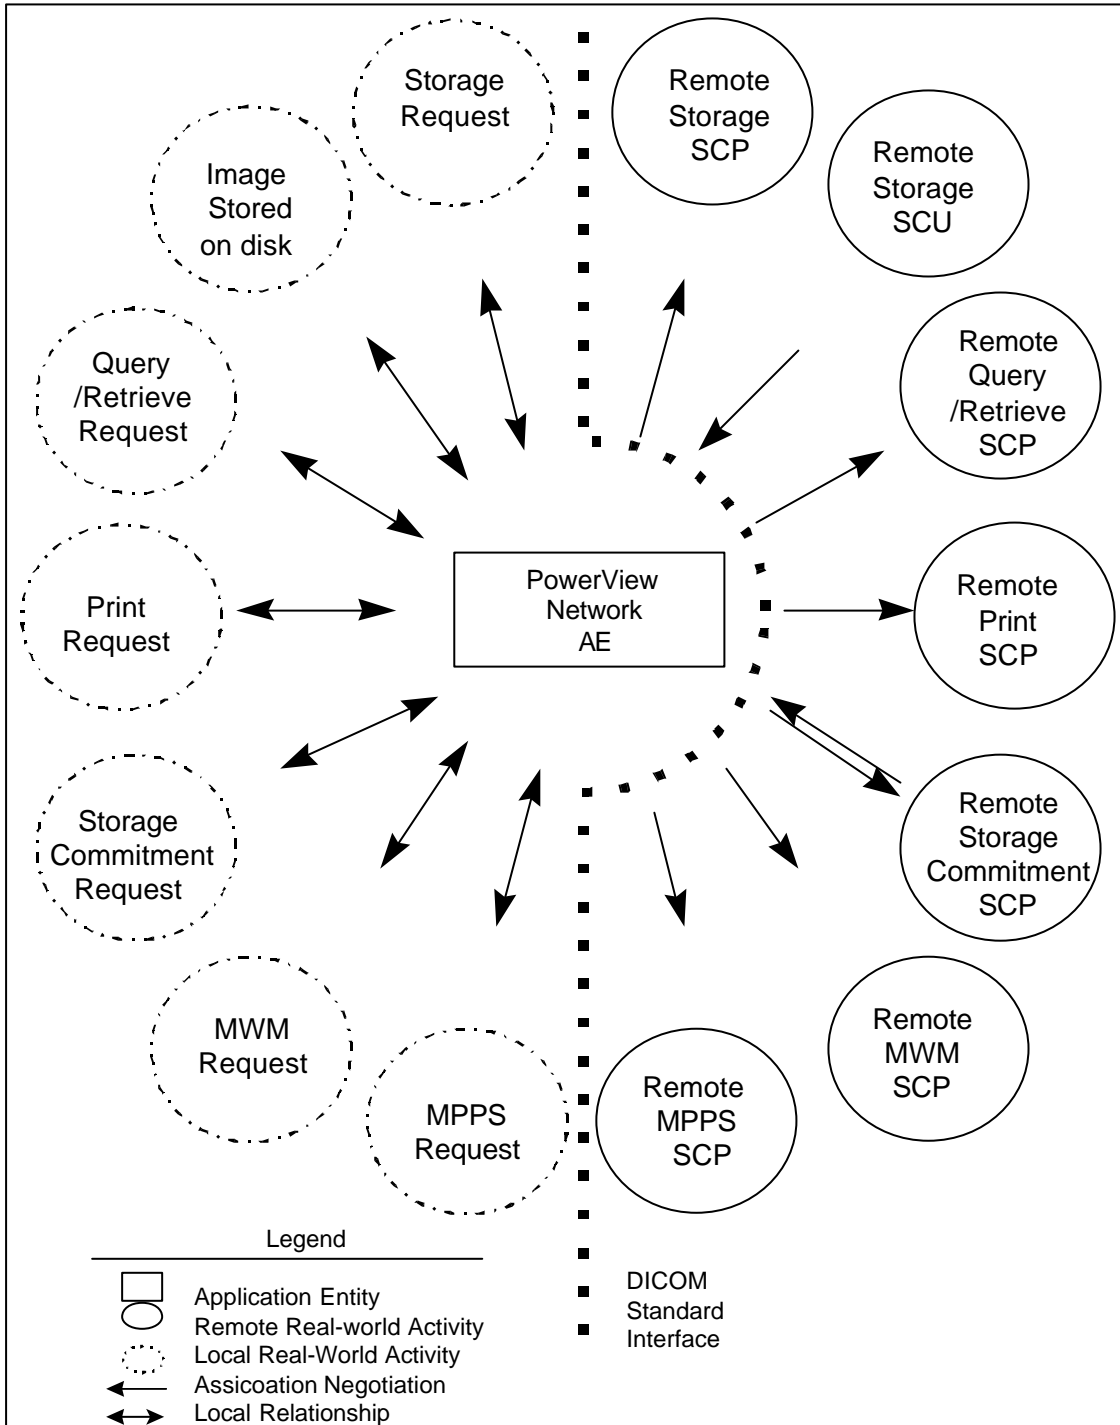 Storage
Request
Remote
Storage
SCP
Image
Stored
on disk
Remote
Storage
SCU
Query
/Retrieve
Request
Remote
Query
/Retrieve
SCP
PowerView
Network
AE
Print
Request
Remote
Print
SCP
Storage
Commitment
Request
Remote
Storage
Commitment
SCP
MWM
Request
Remote
MWM
SCP
MPPS
Request
Remote
MPPS
SCP
Legend
Application Entity
Remote Real-world Activity
Local Real-World Activity
Assicoation Negotiation
Local Relationship
DICOM
Standard
Interface